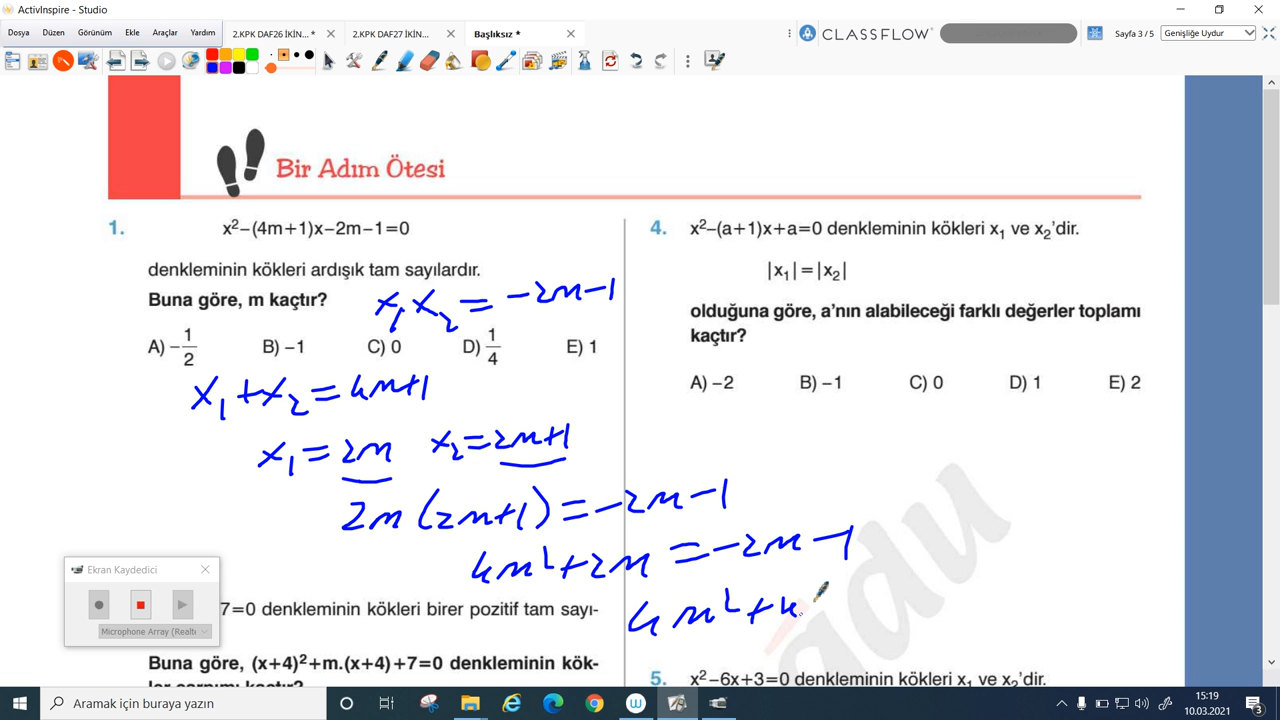 ActivInspire - Studio
Dosya Düzen Görünüm Ekle Araçlar Yardım
2.KPK DAF26 İKİN...* 2.KPK DAF27 İKİN... Başlıksız *
CLASSFLOW
Sayfa 3 / 5 Genişliğe Uydur
Bir Adım Ötesi
1. x²−(4m+1)x−2m−1=0
denkleminin kökleri ardışık tam sayılardır.
Buna göre, m kaçtır?
x₁ x₂ = −2m−1
A) −1/2 B) −1 C) 0 D) 1/4 E) 1
x₁ + x₂ = 4m+1
x₁ = 2m x₂ = 2m+1
2m (2m+1) = −2m −1
4m² + 2m = −2m −1
4m² + 4
7=0 denkleminin kökleri birer pozitif tam sayı-
Buna göre, (x+4)²+m.(x+4)+7=0 denkleminin kök-
ler çarpımı kaçtır?
4. x²−(a+1)x+a=0 denkleminin kökleri x₁ ve x₂'dir.
|x₁|=|x₂|
olduğuna göre, a'nın alabileceği farklı değerler toplamı
kaçtır?
A) −2 B) −1 C) 0 D) 1 E) 2
5. x²−6x+3=0 denkleminin kökleri x₁ ve x₂'dir.
adu
Ekran Kaydedici
Microphone Array (Realt
Aramak için buraya yazın
15:19
10.03.2021
3